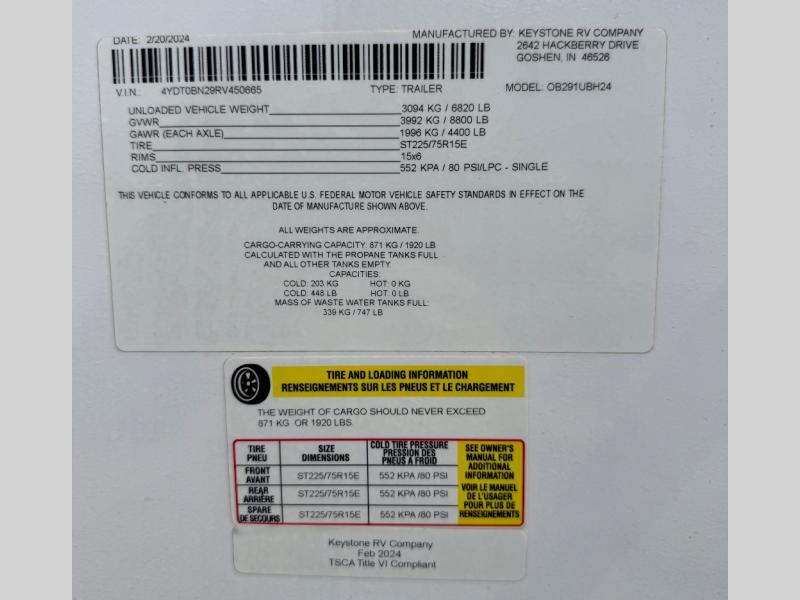 DATE: 2/20/2024
MANUFACTURED BY: KEYSTONE RV COMPANY
2642 HACKBERRY DRIVE
GOSHEN, IN 46526
V.I.N.: 4YDT0BN29RV450665 TYPE: TRAILER MODEL: OB291UBH24
UNLOADED VEHICLE WEIGHT 3094 KG / 6820 LB
GVWR 3992 KG / 8800 LB
GAWR (EACH AXLE) 1996 KG / 4400 LB
TIRE ST225/75R15E
RIMS 15x6
COLD INFL. PRESS 552 KPA / 80 PSI/LPC - SINGLE
THIS VEHICLE CONFORMS TO ALL APPLICABLE U.S. FEDERAL MOTOR VEHICLE SAFETY STANDARDS IN EFFECT ON THE
DATE OF MANUFACTURE SHOWN ABOVE.
ALL WEIGHTS ARE APPROXIMATE.
CARGO-CARRYING CAPACITY: 871 KG / 1920 LB
CALCULATED WITH THE PROPANE TANKS FULL
AND ALL OTHER TANKS EMPTY
CAPACITIES:
COLD: 203 KG HOT: 0 KG
COLD: 448 LB HOT: 0 LB
MASS OF WASTE WATER TANKS FULL:
339 KG / 747 LB
TIRE AND LOADING INFORMATION
RENSEIGNEMENTS SUR LES PNEUS ET LE CHARGEMENT
THE WEIGHT OF CARGO SHOULD NEVER EXCEED
871 KG OR 1920 LBS.
TIRE
PNEU
SIZE
DIMENSIONS
COLD TIRE PRESSURE
PRESSION DES
PNEUS A FROID
FRONT
AVANT
ST225/75R15E 552 KPA /80 PSI
REAR
ARRIÈRE
ST225/75R15E 552 KPA /80 PSI
SPARE
DE SECOURS
ST225/75R15E 552 KPA /80 PSI
SEE OWNER'S
MANUAL FOR
ADDITIONAL
INFORMATION
VOIR LE MANUEL
DE L'USAGER
POUR PLUS DE
RENSEIGNEMENTS
Keystone RV Company
Feb 2024
TSCA Title VI Compliant